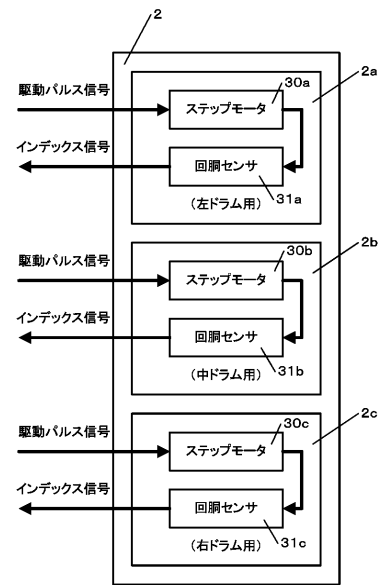 2
2a
駆動パルス信号
30a
ステップモータ
インデックス信号
回胴センサ
31a
(左ドラム用)
2b
駆動パルス信号
30b
ステップモータ
インデックス信号
回胴センサ
31b
(中ドラム用)
2c
駆動パルス信号
30c
ステップモータ
インデックス信号
回胴センサ
31c
(右ドラム用)